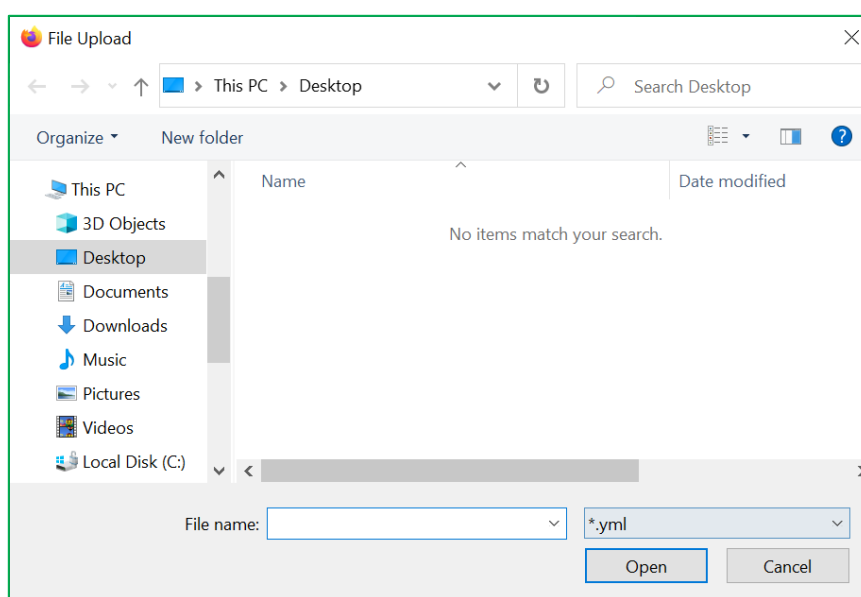 File Upload
This PC > Desktop
Search Desktop
Organize
New folder
?
This PC
3D Objects
Desktop
Documents
Downloads
Music
Pictures
Videos
Local Disk (C:)
Name
Date modified
No items match your search.
File name:
*.yml
Open
Cancel